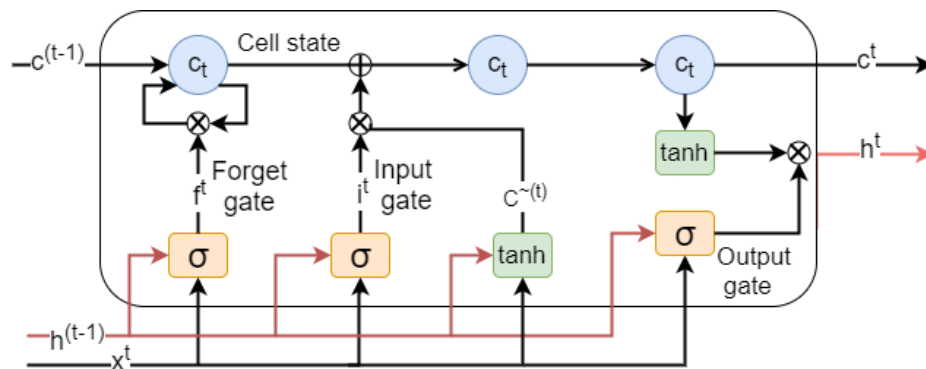 c(t-1)
ct
Cell state
ct
ct
ct
tanh
ht
ft
Forget
gate
it
Input
gate
C~(t)
σ
σ
tanh
σ
Output
gate
h(t-1)
xt